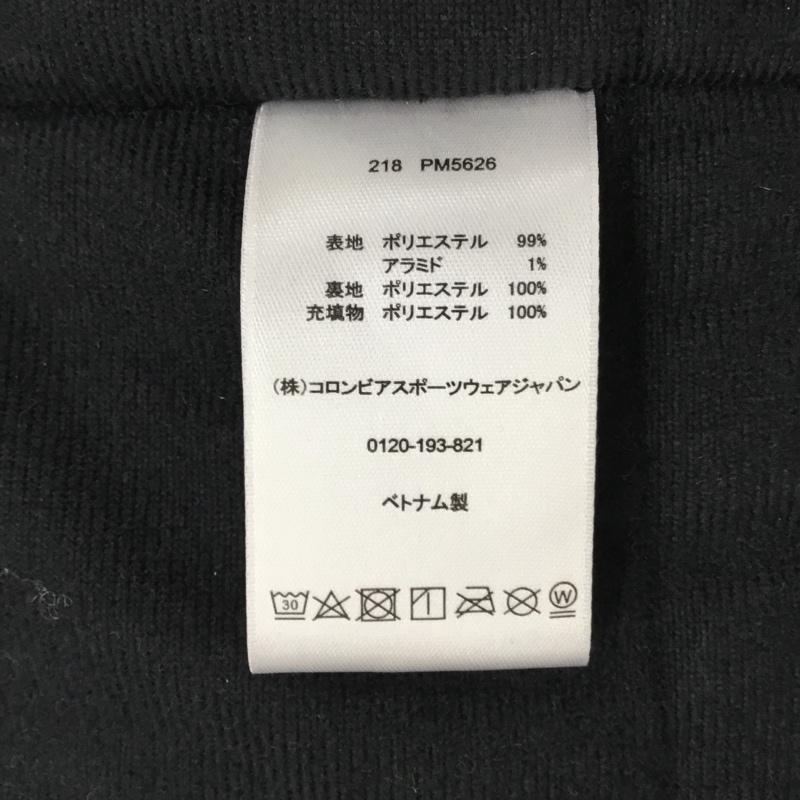 218 PM5626
表地 ポリエステル 99%
アラミド 1%
裏地 ポリエステル 100%
充填物 ポリエステル 100%
(株)コロンビアスポーツウェアジャパン
0120-193-821
ベトナム製
30 W